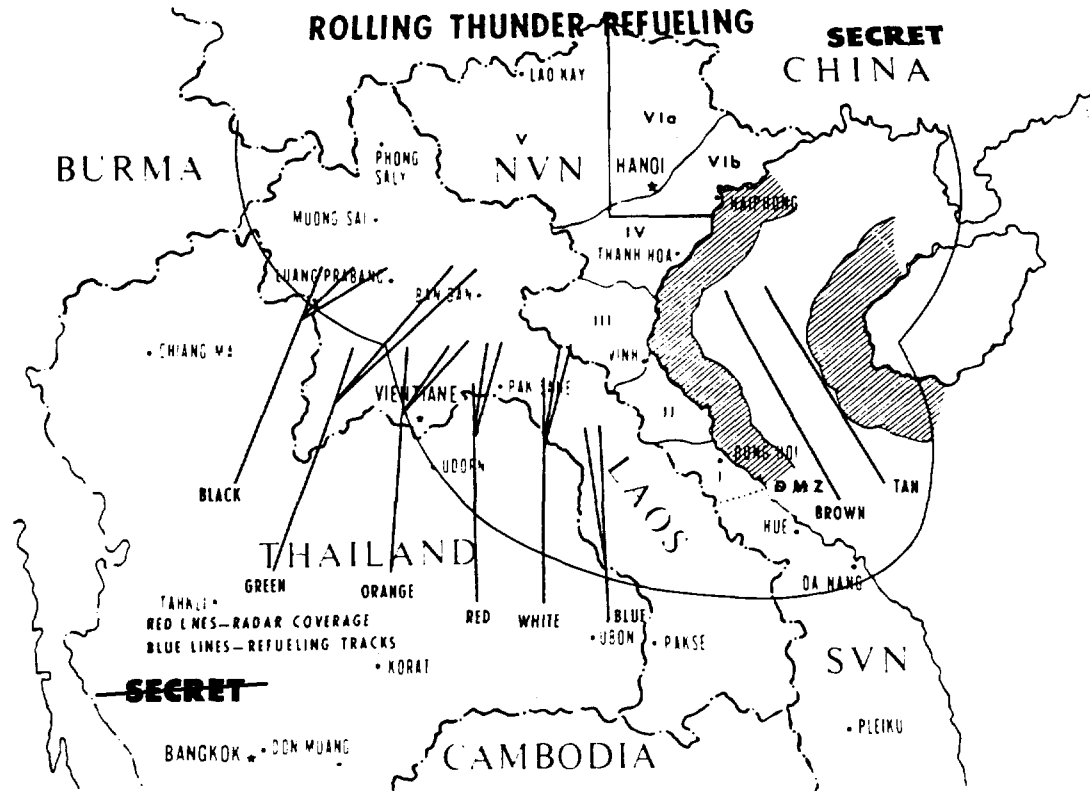 ROLLING THUNDER REFUELING
SECRET
CHINA
LAO KAY
VIa
V
BURMA
PHONG
SALY
NVN
HANOI
VIb
HAIPHONG
MUONG SAI
IV
THANH HOA
LUANG PRABANG
BAN BAN
III
CHIANG MA
VINH
VIENTIANE
PAK SANE
II
UDORN
DONG HOI
I
LAOS
DMZ
TAN
BLACK
BROWN
HUE
THAILAND
GREEN
ORANGE
DA NANG
TAHKLI
RED LINES—RADAR COVERAGE
RED
WHITE
BLUE
BLUE LINES—REFUELING TRACKS
UBON
PAKSE
KORAT
SVN
SECRET
PLEIKU
BANGKOK
DON MUANG
CAMBODIA